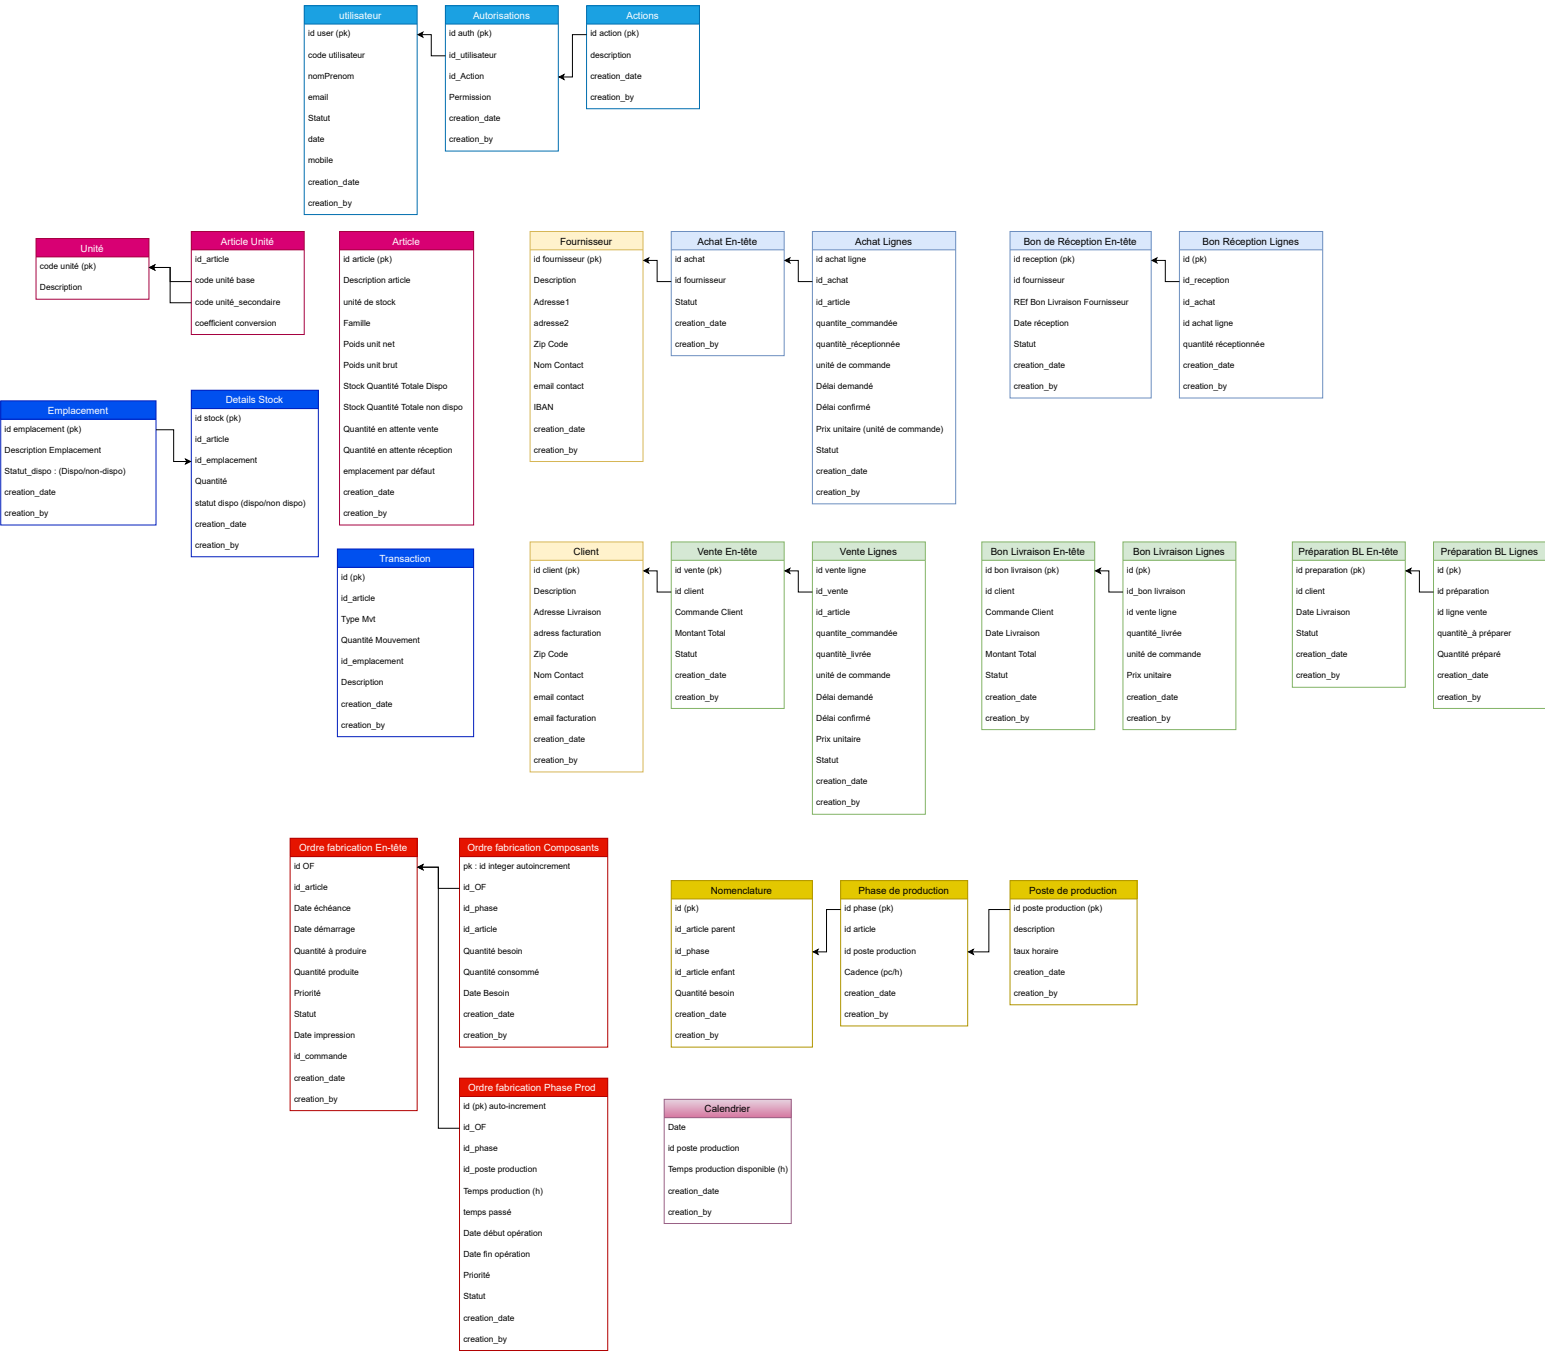 utilisateur
id user (pk)
code utilisateur
nomPrenom
email
Statut
date
mobile
creation_date
creation_by
Autorisations
id auth (pk)
id_utilisateur
id_Action
Permission
creation_date
creation_by
Actions
id action (pk)
description
creation_date
creation_by
Unité
code unité (pk)
Description
Article Unité
id_article
code unité base
code unité_secondaire
coefficient conversion
Article
id article (pk)
Description article
unité de stock
Famille
Poids unit net
Poids unit brut
Stock Quantité Totale Dispo
Stock Quantité Totale non dispo
Quantité en attente vente
Quantité en attente réception
emplacement par défaut
creation_date
creation_by
Fournisseur
id fournisseur (pk)
Description
Adresse1
adresse2
Zip Code
Nom Contact
email contact
IBAN
creation_date
creation_by
Achat En-tête
id achat
id fournisseur
Statut
creation_date
creation_by
Achat Lignes
id achat ligne
id_achat
id_article
quantite_commandée
quantitè_réceptionnée
unité de commande
Délai demandé
Délai confirmé
Prix unitaire (unité de commande)
Statut
creation_date
creation_by
Bon de Réception En-tête
id reception (pk)
id fournisseur
REf Bon Livraison Fournisseur
Date réception
Statut
creation_date
creation_by
Bon Réception Lignes
id (pk)
id_reception
id_achat
id achat ligne
quantité réceptionnée
creation_date
creation_by
Emplacement
id emplacement (pk)
Description Emplacement
Statut_dispo : (Dispo/non-dispo)
creation_date
creation_by
Details Stock
id stock (pk)
id_article
id_emplacement
Quantité
statut dispo (dispo/non dispo)
creation_date
creation_by
Transaction
id (pk)
id_article
Type Mvt
Quantité Mouvement
id_emplacement
Description
creation_date
creation_by
Client
id client (pk)
Description
Adresse Livraison
adress facturation
Zip Code
Nom Contact
email contact
email facturation
creation_date
creation_by
Vente En-tête
id vente (pk)
id client
Commande Client
Montant Total
Statut
creation_date
creation_by
Vente Lignes
id vente ligne
id_vente
id_article
quantite_commandée
quantitè_livrée
unité de commande
Délai demandé
Délai confirmé
Prix unitaire
Statut
creation_date
creation_by
Bon Livraison En-tête
id bon livraison (pk)
id client
Commande Client
Date Livraison
Montant Total
Statut
creation_date
creation_by
Bon Livraison Lignes
id (pk)
id_bon livraison
id vente ligne
quantité_livrée
unité de commande
Prix unitaire
creation_date
creation_by
Préparation BL En-tête
id preparation (pk)
id client
Date Livraison
Statut
creation_date
creation_by
Préparation BL Lignes
id (pk)
id préparation
id ligne vente
quantitè_à préparer
Quantité préparé
creation_date
creation_by
Ordre fabrication En-tête
id OF
id_article
Date échéance
Date démarrage
Quantité à produire
Quantité produite
Priorité
Statut
Date impression
id_commande
creation_date
creation_by
Ordre fabrication Composants
pk : id integer autoincrement
id_OF
id_phase
id_article
Quantité besoin
Quantité consommé
Date Besoin
creation_date
creation_by
Nomenclature
id (pk)
id_article parent
id_phase
id_article enfant
Quantité besoin
creation_date
creation_by
Phase de production
id phase (pk)
id article
id poste production
Cadence (pc/h)
creation_date
creation_by
Poste de production
id poste production (pk)
description
taux horaire
creation_date
creation_by
Ordre fabrication Phase Prod
id (pk) auto-increment
id_OF
id_phase
id_poste production
Temps production (h)
temps passé
Date début opération
Date fin opération
Priorité
Statut
creation_date
creation_by
Calendrier
Date
id poste production
Temps production disponible (h)
creation_date
creation_by